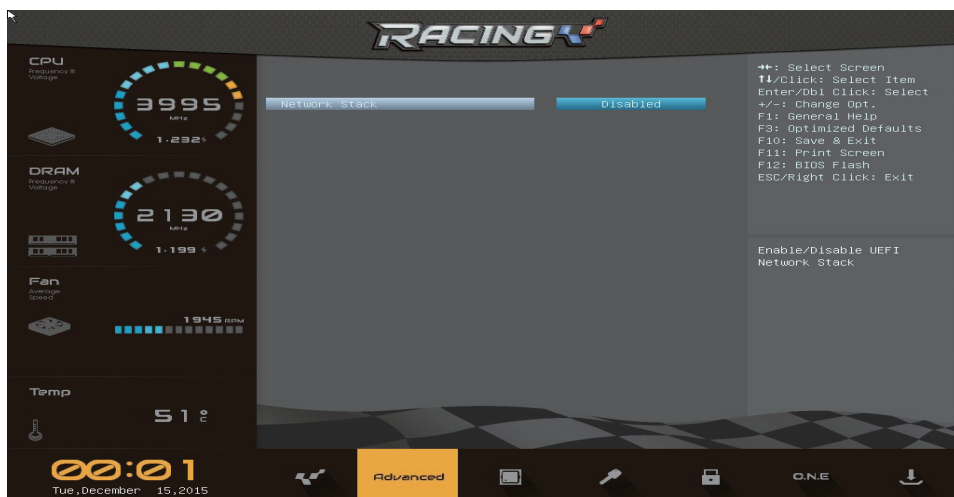 RACING
CPU
Frequency &
Voltage
3995
MHz
1.232
DRAM
Frequency &
Voltage
2130
MHz
1.199
Fan
Average
Speed
1945 RPM
Temp
51 °C
00:01
Tue,December 15,2015
Network Stack Disabled
→←: Select Screen
↑↓/Click: Select Item
Enter/Dbl Click: Select
+/-: Change Opt.
F1: General Help
F3: Optimized Defaults
F10: Save & Exit
F11: Print Screen
F12: BIOS Flash
ESC/Right Click: Exit
Enable/Disable UEFI
Network Stack
Advanced
O.N.E